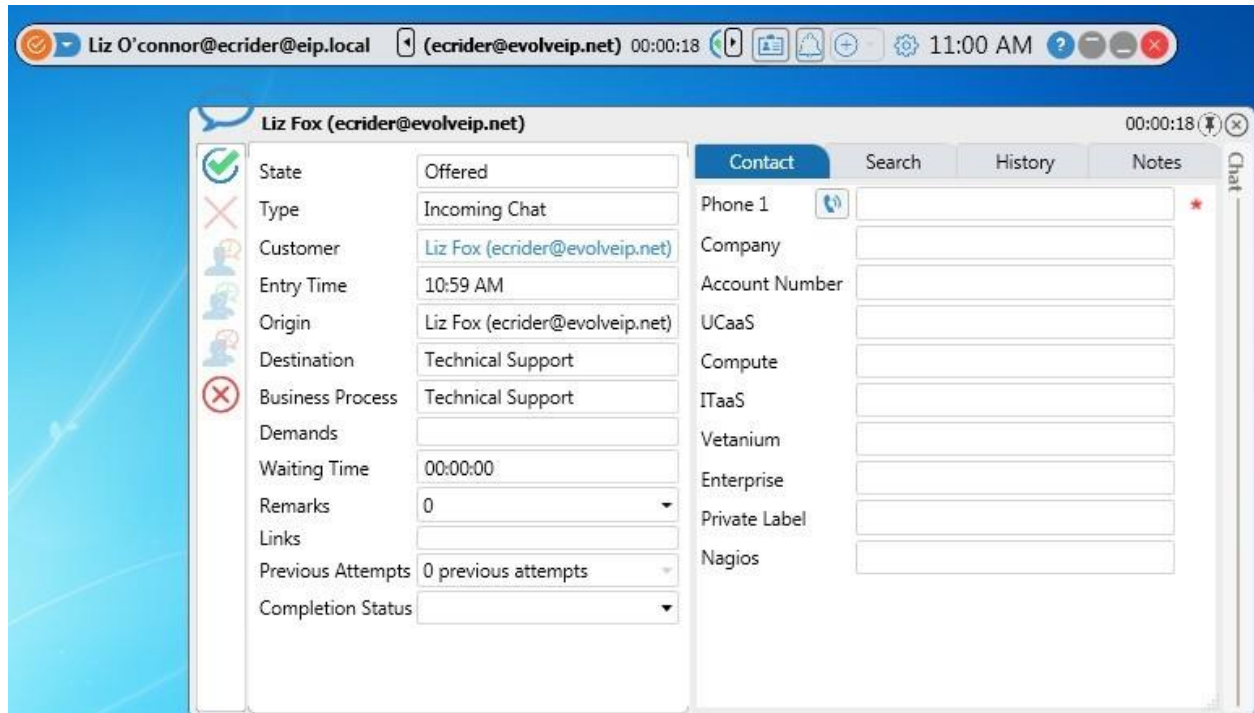 Liz O'connor@ecrider@eip.local (ecrider@evolveip.net) 00:00:18 11:00 AM ?
Liz Fox (ecrider@evolveip.net) 00:00:18
State Offered
Type Incoming Chat
Customer Liz Fox (ecrider@evolveip.net)
Entry Time 10:59 AM
Origin Liz Fox (ecrider@evolveip.net)
Destination Technical Support
Business Process Technical Support
Demands
Waiting Time 00:00:00
Remarks 0
Links
Previous Attempts 0 previous attempts
Completion Status
Contact Search History Notes
Phone 1 *
Company
Account Number
UCaaS
Compute
ITaaS
Vetanium
Enterprise
Private Label
Nagios
Chat